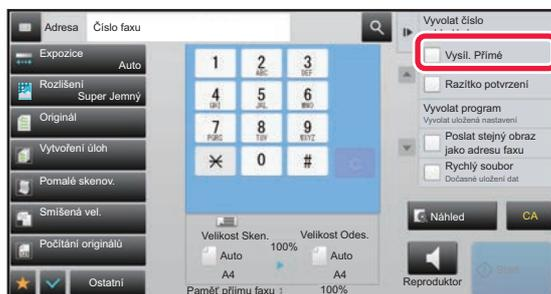 Adresa Číslo faxu
Expozice
Auto
Rozlišení
Super Jemný
Originál
Vytvoření úloh
Pomalé skenov.
Smíšená vel.
Počítání originálů
Ostatní
1 2 3
ABC DEF
4 5 6
GHI JKL MNO
7 8 9
PQRS TUV WXYZ
0 #
Velikost Sken. 100% Velikost Odes.
Auto Auto
A4 A4
Paměť příjmu faxu : 100%
Vyvolat číslo
Vysíl. Přímé
Razítko potvrzení
Vyvolat program
Vyvolat uložená nastavení
Poslat stejný obraz
jako adresu faxu
Rychlý soubor
Dočasné uložení dat
Náhled CA
Reproduktor
Start